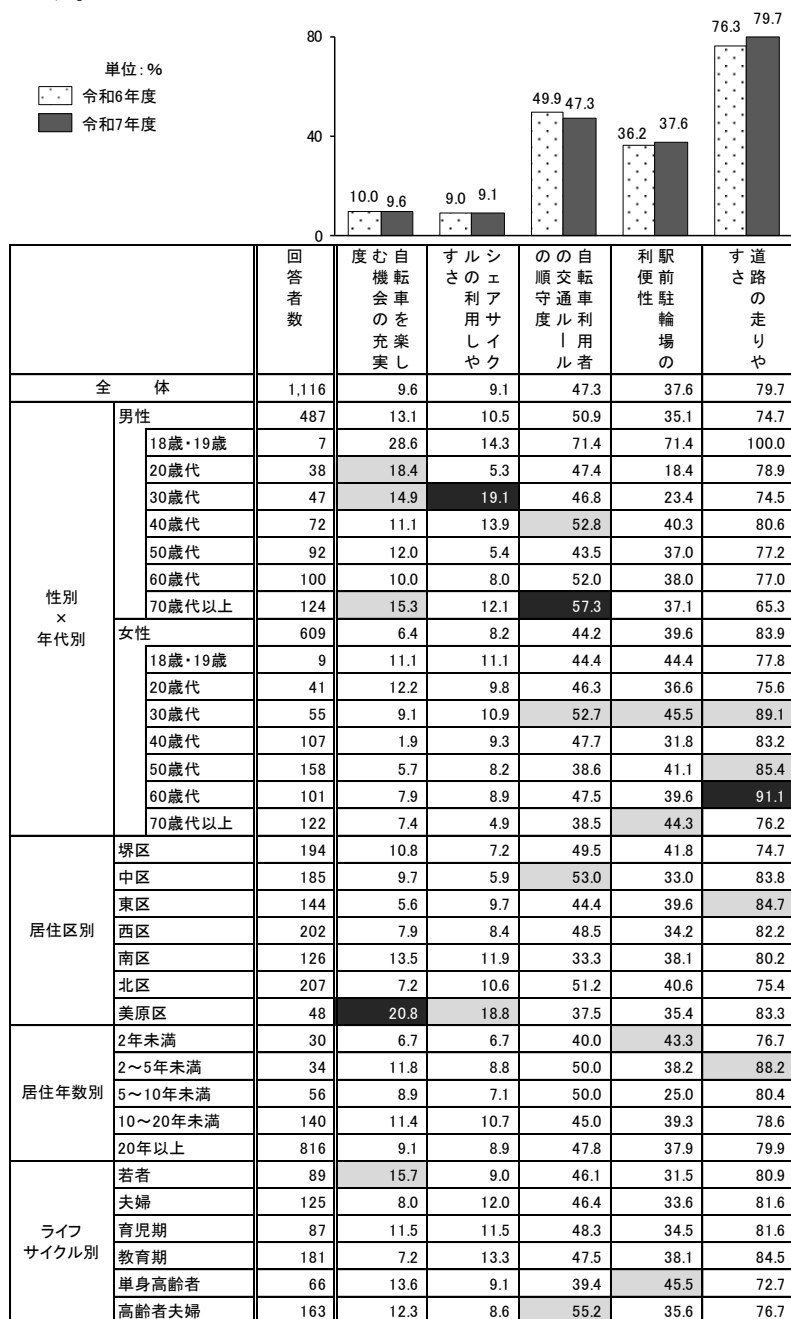 単位:%
令和6年度
令和7年度
80
40
0
10.0 9.6
9.0 9.1
49.9 47.3
36.2 37.6
76.3 79.7
回答者数
自転車を楽しむ機会の充実度
シェアサイクルの利用しやすさ
自転車利用者の交通ルールの順守度
駅前駐輪場の利便性
道路の走りやすさ
全 体 1,116 9.6 9.1 47.3 37.6 79.7
性別×年代別
男性 487 13.1 10.5 50.9 35.1 74.7
18歳・19歳 7 28.6 14.3 71.4 71.4 100.0
20歳代 38 18.4 5.3 47.4 18.4 78.9
30歳代 47 14.9 19.1 46.8 23.4 74.5
40歳代 72 11.1 13.9 52.8 40.3 80.6
50歳代 92 12.0 5.4 43.5 37.0 77.2
60歳代 100 10.0 8.0 52.0 38.0 77.0
70歳代以上 124 15.3 12.1 57.3 37.1 65.3
女性 609 6.4 8.2 44.2 39.6 83.9
18歳・19歳 9 11.1 11.1 44.4 44.4 77.8
20歳代 41 12.2 9.8 46.3 36.6 75.6
30歳代 55 9.1 10.9 52.7 45.5 89.1
40歳代 107 1.9 9.3 47.7 31.8 83.2
50歳代 158 5.7 8.2 38.6 41.1 85.4
60歳代 101 7.9 8.9 47.5 39.6 91.1
70歳代以上 122 7.4 4.9 38.5 44.3 76.2
居住区別
堺区 194 10.8 7.2 49.5 41.8 74.7
中区 185 9.7 5.9 53.0 33.0 83.8
東区 144 5.6 9.7 44.4 39.6 84.7
西区 202 7.9 8.4 48.5 34.2 82.2
南区 126 13.5 11.9 33.3 38.1 80.2
北区 207 7.2 10.6 51.2 40.6 75.4
美原区 48 20.8 18.8 37.5 35.4 83.3
居住年数別
2年未満 30 6.7 6.7 40.0 43.3 76.7
2～5年未満 34 11.8 8.8 50.0 38.2 88.2
5～10年未満 56 8.9 7.1 50.0 25.0 80.4
10～20年未満 140 11.4 10.7 45.0 39.3 78.6
20年以上 816 9.1 8.9 47.8 37.9 79.9
ライフサイクル別
若者 89 15.7 9.0 46.1 31.5 80.9
夫婦 125 8.0 12.0 46.4 33.6 81.6
育児期 87 11.5 11.5 48.3 34.5 81.6
教育期 181 7.2 13.3 47.5 38.1 84.5
単身高齢者 66 13.6 9.1 39.4 45.5 72.7
高齢者夫婦 163 12.3 8.6 55.2 35.6 76.7